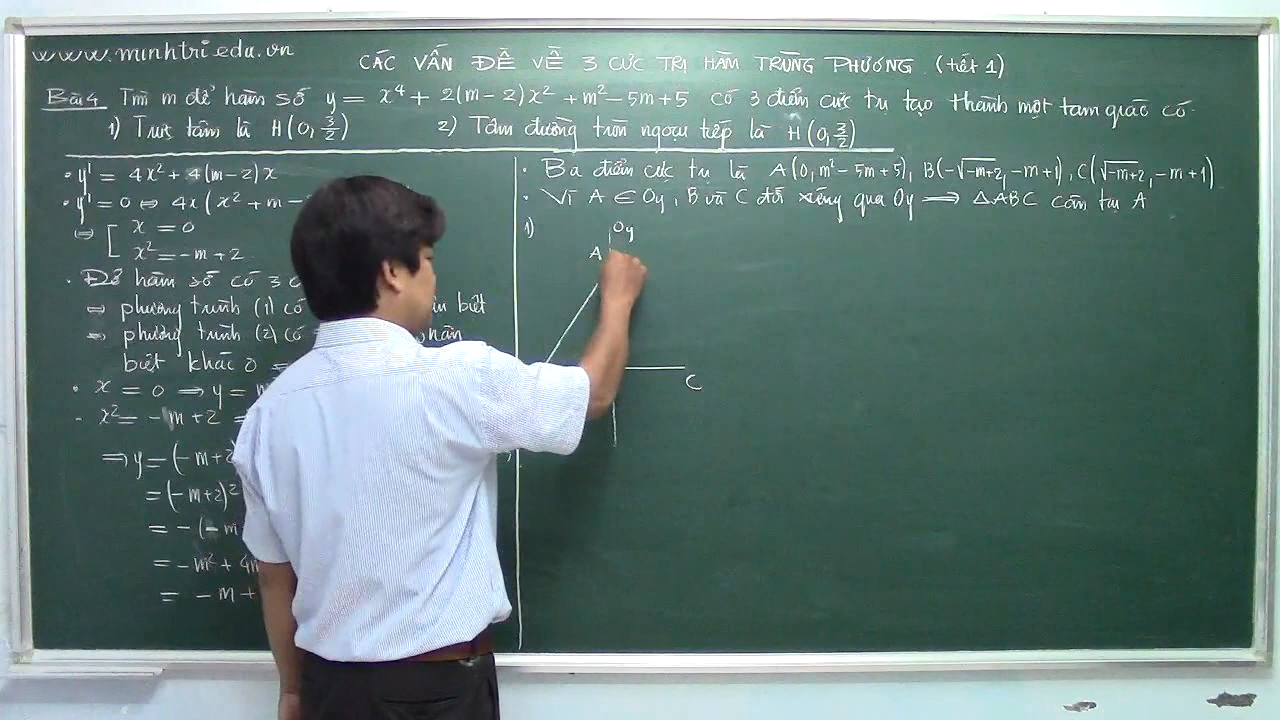 www.minhtri.edu.vn
CÁC VẤN ĐỀ VỀ 3 CỰC TRỊ HÀM TRÙNG PHƯƠNG (tiết 1)
Bài 4 Tìm m để hàm số y = x⁴ + 2(m-2)x² + m² - 5m + 5 có 3 điểm cực trị tạo thành một tam giác có
1) Trực tâm là H(0, 3/2) 2) Tâm đường tròn ngoại tiếp là H(0, 3/2)
• y' = 4x² + 4(m-2)x
• y' = 0 ⇔ 4x(x² + m -
⇔ [ x = 0
x² = -m + 2
• Để hàm số có 3
⇔ phương trình (1) có biệt
⇔ phương trình (2) có
biệt khác 0
• x = 0 ⇒ y = m
- x² = -m + 2
⇒ y = (-m+2)
= (-m+2)²
= -(-m
= -m² + 4m
= -m +
• Ba điểm cực trị là A(0, m² - 5m + 5), B(-√-m+2, -m+1), C(√-m+2, -m+1)
• Vì A ∈ Oy, B và C đối xứng qua Oy ⟹ ΔABC cân tại A
1)
Oy
A
C